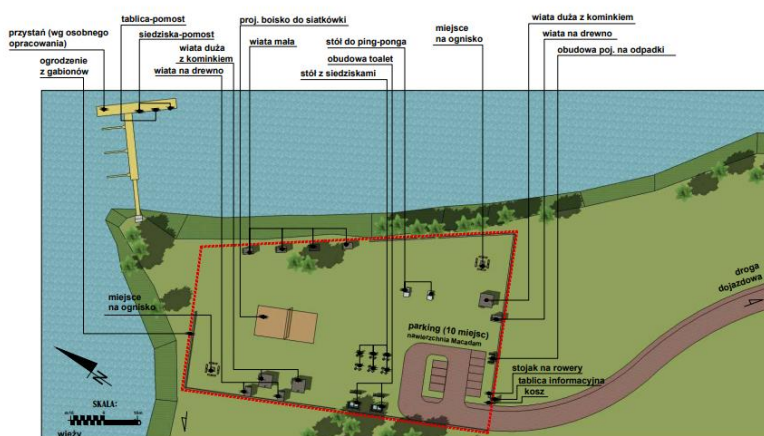 przystań (wg osobnego
opracowania)
tablica-pomost
siedziska-pomost
ogrodzenie
z gabionów
wiata duża
z kominkiem
wiata na drewno
proj. boisko do siatkówki
wiata mała
stół do ping-ponga
obudowa toalet
stół z siedziskami
miejsce
na ognisko
wiata duża z kominkiem
wiata na drewno
obudowa poj. na odpadki
miejsce
na ognisko
parking (10 miejsc)
nawierzchnia Macadam
droga
dojazdowa
stojak na rowery
tablica informacyjna
kosz
N
SKALA:
0
10m
wieży